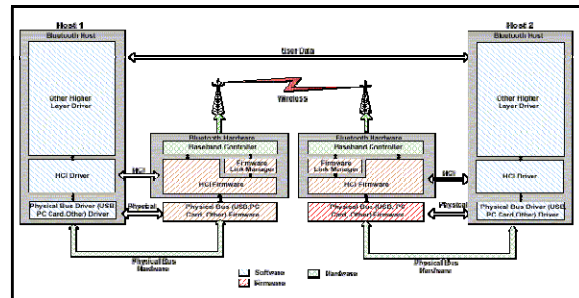 Host 1
Host 2
Bluetooth Host
Bluetooth Host
User Data
Other Higher
Layer Driver
Other Higher
Layer Driver
Wireless
Bluetooth Hardware
Bluetooth Hardware
Baseband Controller
Baseband Controller
Firmware
Link Manager
Firmware
Link Manager
HCI Driver
HCI
HCI Firmware
HCI Firmware
HCI
HCI Driver
Physical Bus Driver (USB,
PC Card,Other) Driver
Physical
Physical Bus (USB,PC
Card, Other) Firmware
Physical Bus (USB, PC
Card, Other) Firmware
Physical
Physical Bus Driver (USB,
PC Card, Other) Driver
Physical Bus
Hardware
Physical Bus
Hardware
Software
Hardware
Firmware